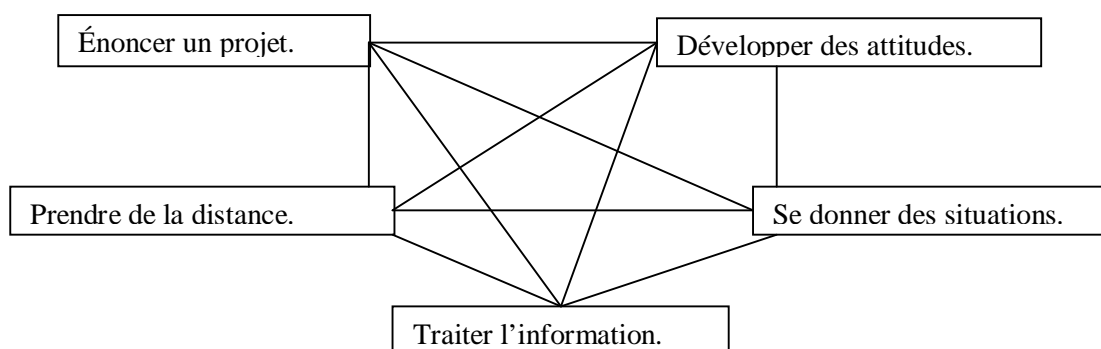 Énoncer un projet.
Développer des attitudes.
Prendre de la distance.
Se donner des situations.
Traiter l’information.